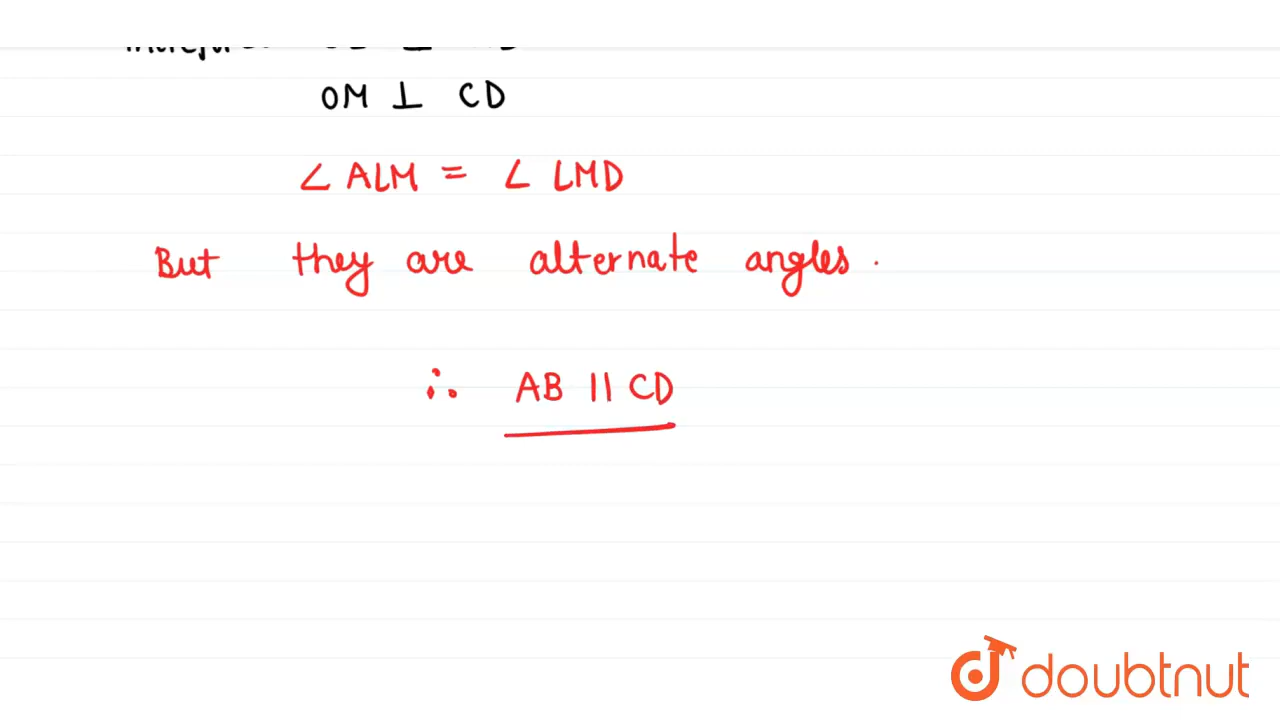 OM ⊥ CD
∠ ALM = ∠ LMD
But they are alternate angles.
∴ AB || CD
doubtnut